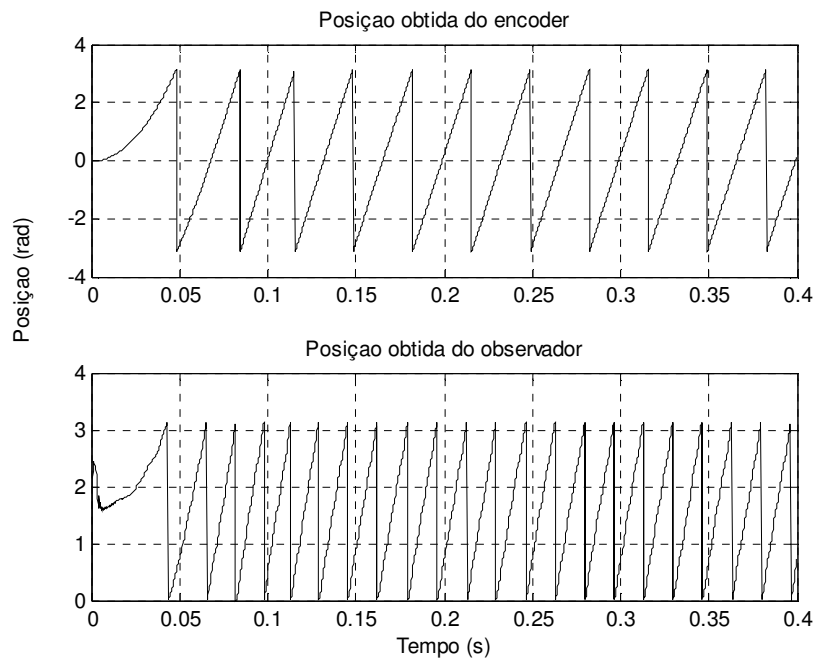 Posiçao obtida do encoder
4
2
0
-2
-4
0 0.05 0.1 0.15 0.2 0.25 0.3 0.35 0.4
Posiçao (rad)
Posiçao obtida do observador
4
3
2
1
0
0 0.05 0.1 0.15 0.2 0.25 0.3 0.35 0.4
Tempo (s)